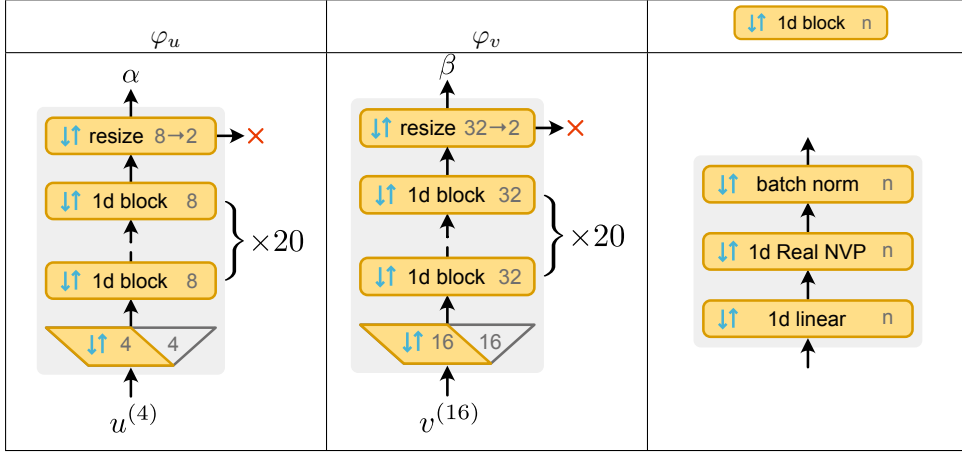 φ_u
α
↓↑ resize 8→2
×
↓↑ 1d block 8
×20
↓↑ 1d block 8
↓↑ 4 4
u^(4)
φ_v
β
↓↑ resize 32→2
×
↓↑ 1d block 32
×20
↓↑ 1d block 32
↓↑ 16 16
v^(16)
↓↑ 1d block n
↓↑ batch norm n
↓↑ 1d Real NVP n
↓↑ 1d linear n